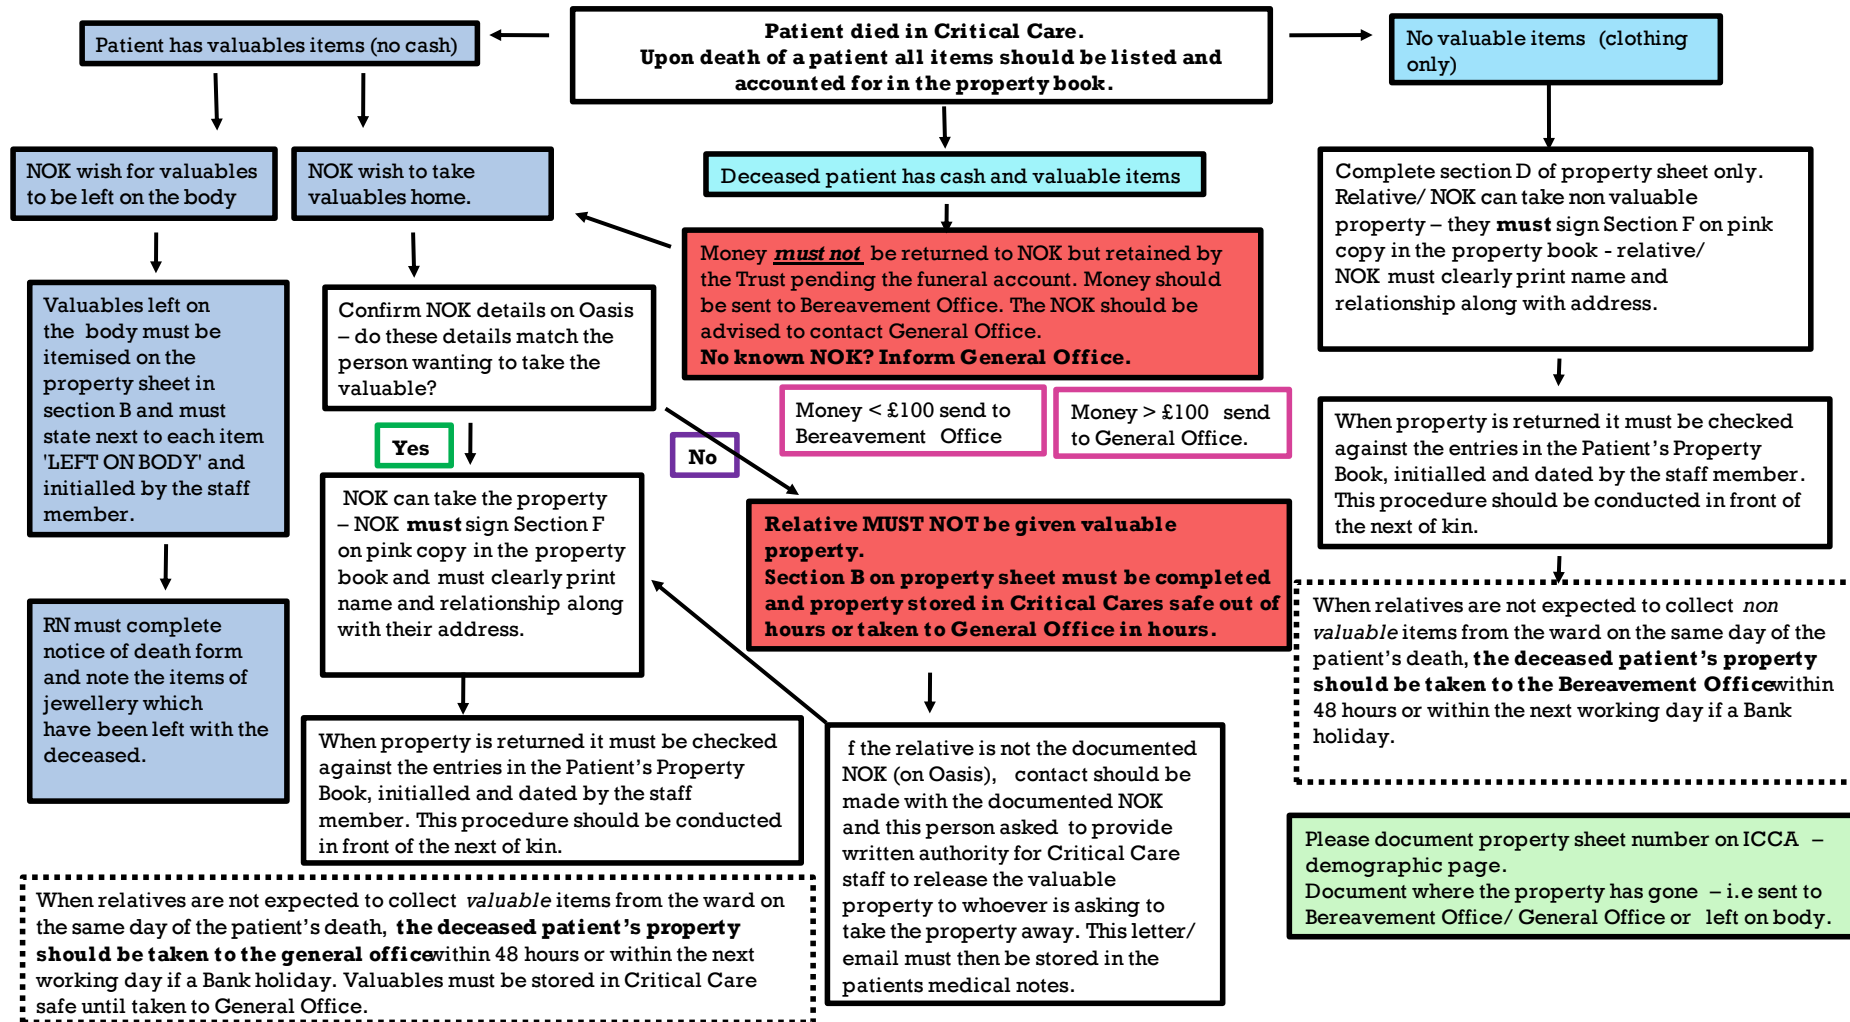 Patient has valuables items (no cash)
Patient died in Critical Care.
Upon death of a patient all items should be listed and
accounted for in the property book.
No valuable items (clothing
only)
NOK wish for valuables
to be left on the body
NOK wish to take
valuables home.
Deceased patient has cash and valuable items
Complete section D of property sheet only.
Relative/ NOK can take non valuable
property – they must sign Section F on pink
copy in the property book - relative/
NOK must clearly print name and
relationship along with address.
Money must not be returned to NOK but retained by
the Trust pending the funeral account. Money should
be sent to Bereavement Office. The NOK should be
advised to contact General Office.
No known NOK? Inform General Office.
Valuables left on
the body must be
itemised on the
property sheet in
section B and must
state next to each item
'LEFT ON BODY' and
initialled by the staff
member.
Confirm NOK details on Oasis
– do these details match the
person wanting to take the
valuable?
Money < £100 send to
Bereavement Office
Money > £100 send
to General Office.
Yes
No
When property is returned it must be checked
against the entries in the Patient's Property
Book, initialled and dated by the staff member.
This procedure should be conducted in front of
the next of kin.
NOK can take the property
– NOK must sign Section F
on pink copy in the property
book and must clearly print
name and relationship along
with their address.
Relative MUST NOT be given valuable
property.
Section B on property sheet must be completed
and property stored in Critical Cares safe out of
hours or taken to General Office in hours.
RN must complete
notice of death form
and note the items of
jewellery which
have been left with the
deceased.
When relatives are not expected to collect non
valuable items from the ward on the same day of the
patient's death, the deceased patient's property
should be taken to the Bereavement Office within
48 hours or within the next working day if a Bank
holiday.
When property is returned it must be checked
against the entries in the Patient's Property
Book, initialled and dated by the staff
member. This procedure should be conducted
in front of the next of kin.
f the relative is not the documented
NOK (on Oasis), contact should be
made with the documented NOK
and this person asked to provide
written authority for Critical Care
staff to release the valuable
property to whoever is asking to
take the property away. This letter/
email must then be stored in the
patients medical notes.
Please document property sheet number on ICCA –
demographic page.
Document where the property has gone – i.e sent to
Bereavement Office/ General Office or left on body.
When relatives are not expected to collect valuable items from the ward on
the same day of the patient's death, the deceased patient's property
should be taken to the general office within 48 hours or within the next
working day if a Bank holiday. Valuables must be stored in Critical Care
safe until taken to General Office.